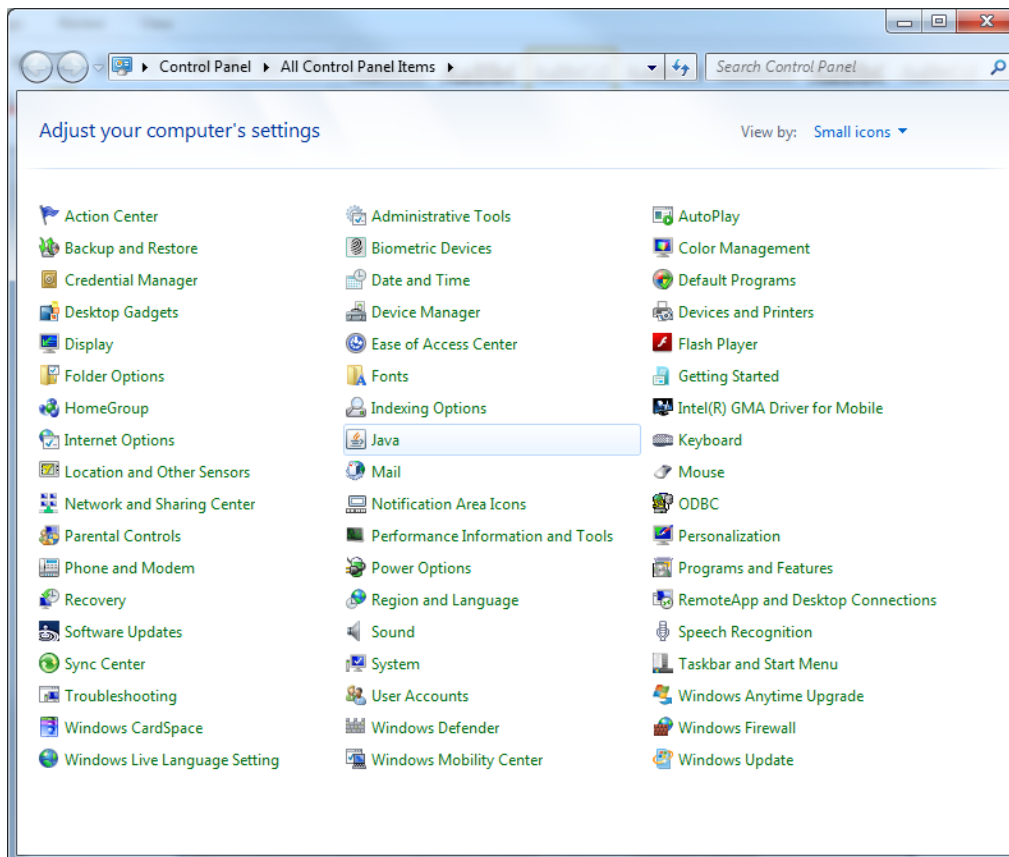 Control Panel All Control Panel Items Search Control Panel
Adjust your computer's settings View by: Small icons
Action Center Administrative Tools AutoPlay
Backup and Restore Biometric Devices Color Management
Credential Manager Date and Time Default Programs
Desktop Gadgets Device Manager Devices and Printers
Display Ease of Access Center Flash Player
Folder Options Fonts Getting Started
HomeGroup Indexing Options Intel(R) GMA Driver for Mobile
Internet Options Java Keyboard
Location and Other Sensors Mail Mouse
Network and Sharing Center Notification Area Icons ODBC
Parental Controls Performance Information and Tools Personalization
Phone and Modem Power Options Programs and Features
Recovery Region and Language RemoteApp and Desktop Connections
Software Updates Sound Speech Recognition
Sync Center System Taskbar and Start Menu
Troubleshooting User Accounts Windows Anytime Upgrade
Windows CardSpace Windows Defender Windows Firewall
Windows Live Language Setting Windows Mobility Center Windows Update